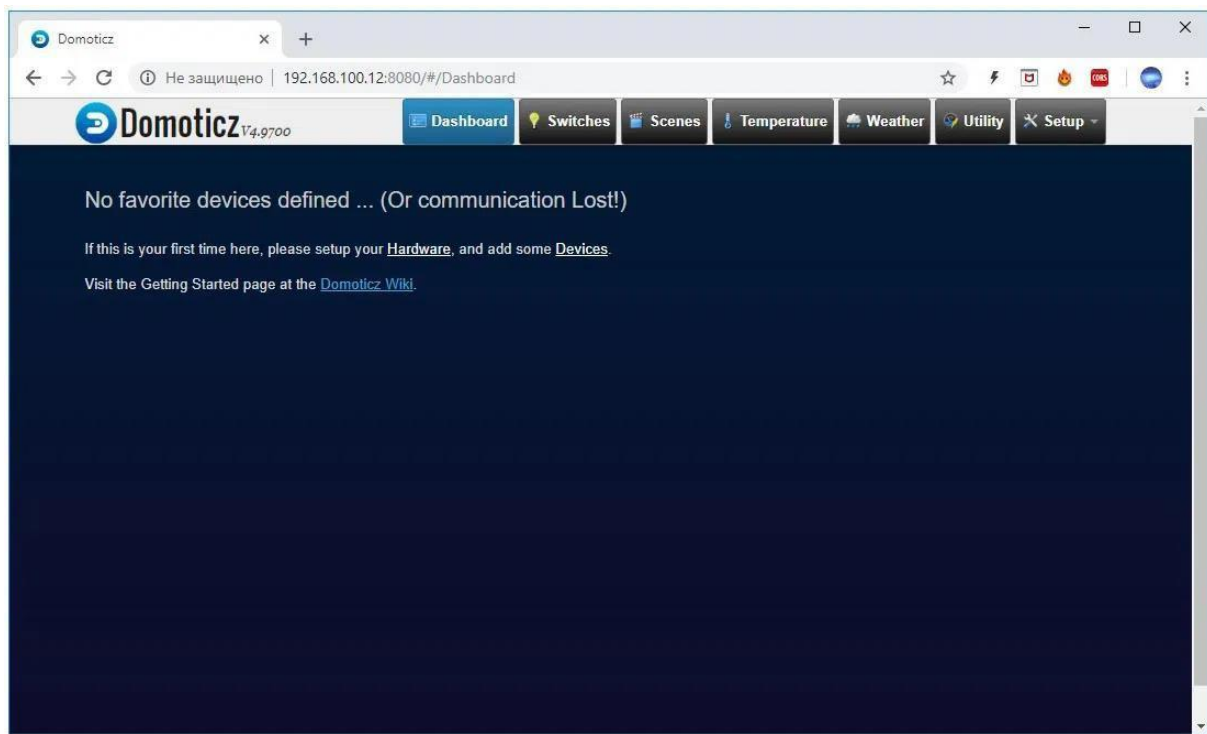 Domoticz
Не защищено | 192.168.100.12:8080/#/Dashboard
CORS
Domoticz V4.9700
Dashboard Switches Scenes Temperature Weather Utility Setup
No favorite devices defined ... (Or communication Lost!)
If this is your first time here, please setup your Hardware, and add some Devices.
Visit the Getting Started page at the Domoticz Wiki.